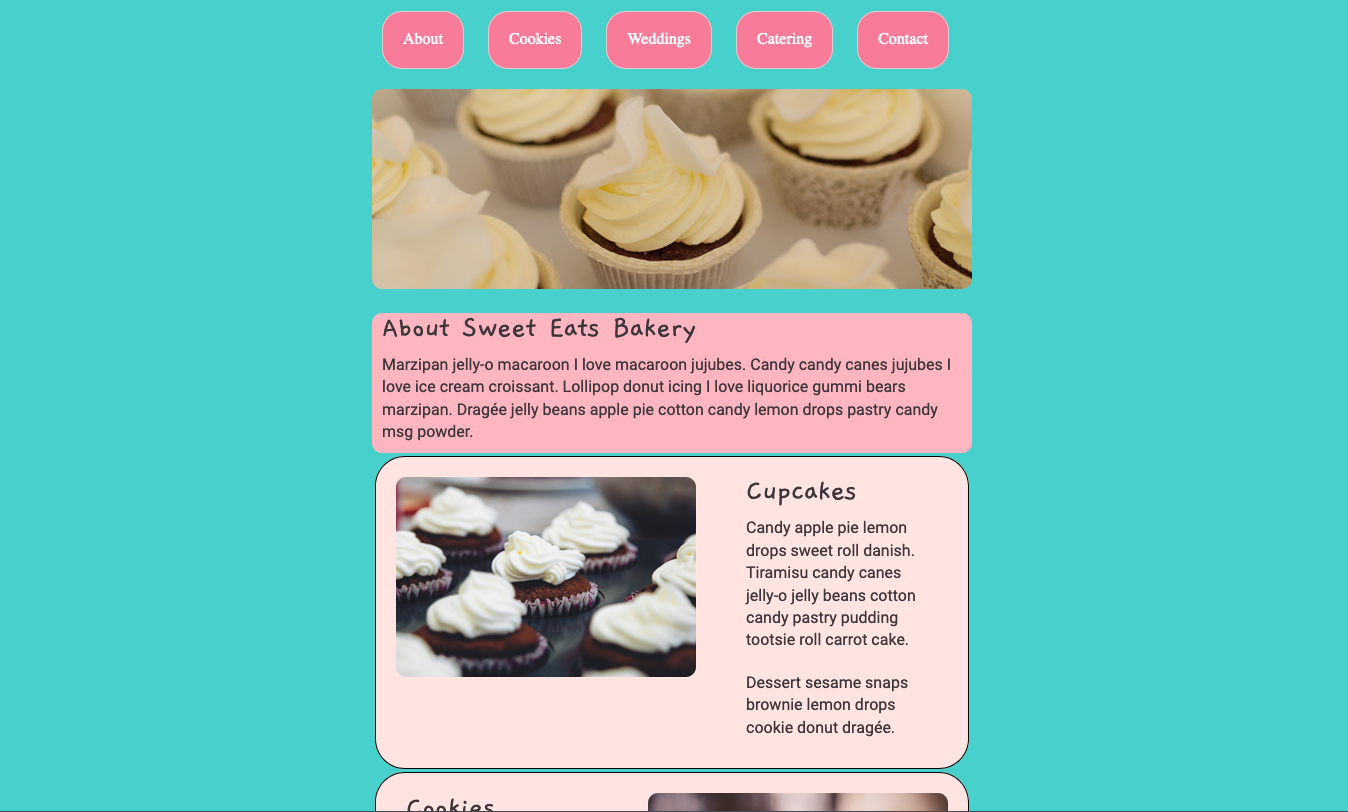 About Cookies Weddings Catering Contact
About Sweet Eats Bakery
Marzipan jelly-o macaroon I love macaroon jujubes. Candy candy canes jujubes I
love ice cream croissant. Lollipop donut icing I love liquorice gummi bears
marzipan. Dragée jelly beans apple pie cotton candy lemon drops pastry candy
msg powder.
Cupcakes
Candy apple pie lemon
drops sweet roll danish.
Tiramisu candy canes
jelly-o jelly beans cotton
candy pastry pudding
tootsie roll carrot cake.
Dessert sesame snaps
brownie lemon drops
cookie donut dragée.
Cookies